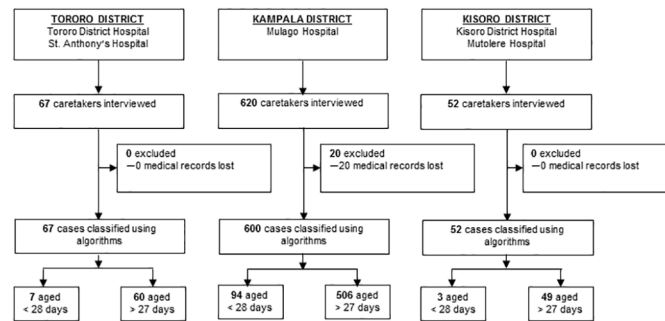 TORORO DISTRICT
Tororo District Hospital
St. Anthony's Hospital
KAMPALA DISTRICT
Mulago Hospital
KISORO DISTRICT
Kisoro District Hospital
Mutolere Hospital
67 caretakers interviewed
620 caretakers interviewed
52 caretakers interviewed
0 excluded
—0 medical records lost
20 excluded
—20 medical records lost
0 excluded
—0 medical records lost
67 cases classified using
algorithms
600 cases classified using
algorithms
52 cases classified using
algorithms
7 aged
< 28 days
60 aged
> 27 days
94 aged
< 28 days
506 aged
> 27 days
3 aged
< 28 days
49 aged
> 27 days